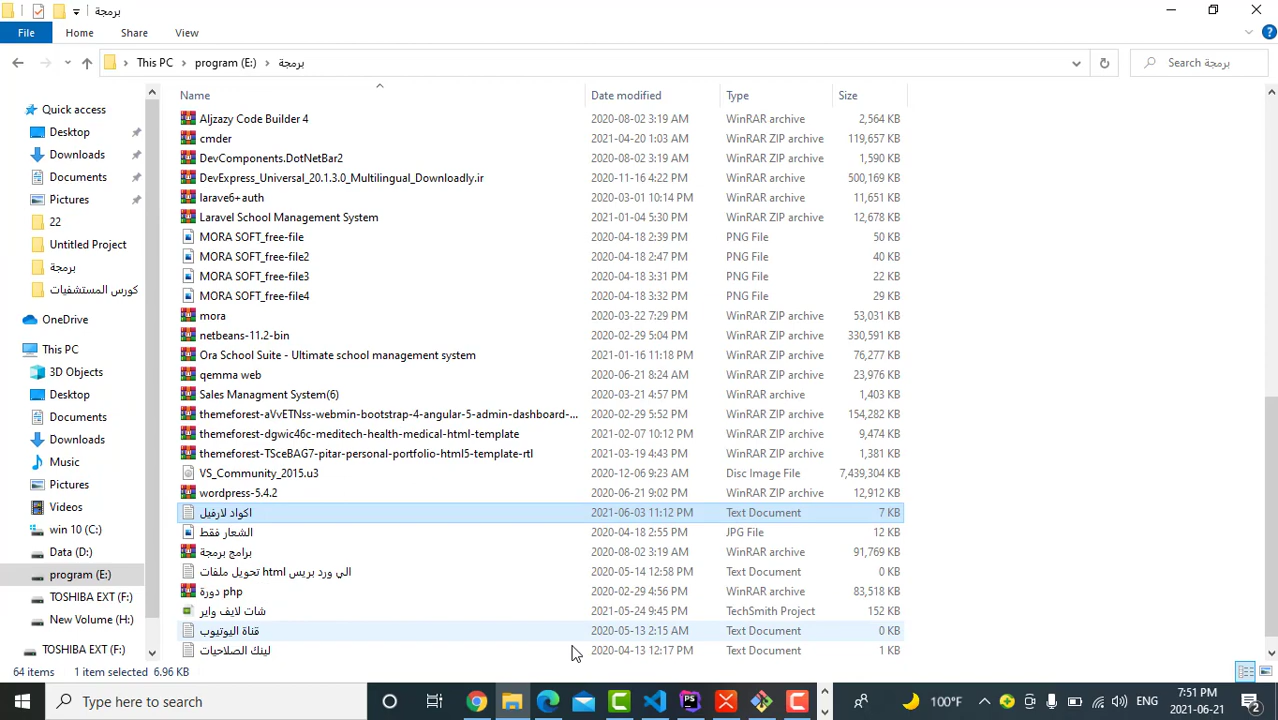 برمجة
File Home Share View
This PC › program (E:) › برمجة
Search برمجة
Name Date modified Type Size
Quick access
Desktop
Downloads
Documents
Pictures
22
Untitled Project
برمجة
كورس المستشفيات
OneDrive
This PC
3D Objects
Desktop
Documents
Downloads
Music
Pictures
Videos
win 10 (C:)
Data (D:)
program (E:)
TOSHIBA EXT (F:)
New Volume (H:)
TOSHIBA EXT (F:)
Aljzazy Code Builder 4 2020-08-02 3:19 AM WinRAR archive 2,564 KB
cmder 2021-04-20 1:03 AM WinRAR ZIP archive 119,657 KB
DevComponents.DotNetBar2 2020-08-02 3:19 AM WinRAR archive 1,590 KB
DevExpress_Universal_20.1.3.0_Multilingual_Downloadly.ir 2020-11-16 4:22 PM WinRAR archive 500,169 KB
larave6+auth 2020-03-01 10:14 PM WinRAR archive 11,651 KB
Laravel School Management System 2021-01-04 5:30 PM WinRAR ZIP archive 12,678 KB
MORA SOFT_free-file 2020-04-18 2:39 PM PNG File 50 KB
MORA SOFT_free-file2 2020-04-18 2:47 PM PNG File 40 KB
MORA SOFT_free-file3 2020-04-18 3:31 PM PNG File 22 KB
MORA SOFT_free-file4 2020-04-18 3:32 PM PNG File 29 KB
mora 2020-03-22 7:29 PM WinRAR ZIP archive 53,031 KB
netbeans-11.2-bin 2020-02-29 5:04 PM WinRAR ZIP archive 330,591 KB
Ora School Suite - Ultimate school management system 2021-01-16 11:18 PM WinRAR ZIP archive 76,277 KB
qemma web 2020-06-21 8:24 AM WinRAR ZIP archive 23,976 KB
Sales Managment System(6) 2020-03-21 4:57 PM WinRAR archive 1,403 KB
themeforest-aVvETNss-webmin-bootstrap-4-angular-5-admin-dashboard-... 2020-02-29 5:52 PM WinRAR ZIP archive 154,282 KB
themeforest-dgwic46c-meditech-health-medical-html-template 2021-02-07 10:12 PM WinRAR ZIP archive 9,474 KB
themeforest-TSceBAG7-pitar-personal-portfolio-html5-template-rtl 2021-03-19 4:43 PM WinRAR ZIP archive 1,381 KB
VS_Community_2015.u3 2020-12-06 9:23 AM Disc Image File 7,439,304 KB
wordpress-5.4.2 2020-06-21 9:02 PM WinRAR ZIP archive 12,912 KB
اكواد لارفيل 2021-06-03 11:12 PM Text Document 7 KB
الشعار فقط 2020-04-18 2:55 PM JPG File 12 KB
برامج برمجة 2020-08-02 3:19 AM WinRAR archive 91,769 KB
الي ورد بريس html تحويل ملفات 2020-05-14 12:58 PM Text Document 0 KB
دورة php 2020-02-29 4:56 PM WinRAR archive 83,518 KB
شات لايف واير 2021-05-24 9:45 PM TechSmith Project 152 KB
قناة اليوتيوب 2020-05-13 2:15 AM Text Document 0 KB
لينك الصلاحيات 2020-04-13 12:17 PM Text Document 1 KB
64 items 1 item selected 6.96 KB
Type here to search
100°F
ENG
7:51 PM
2021-06-21
2